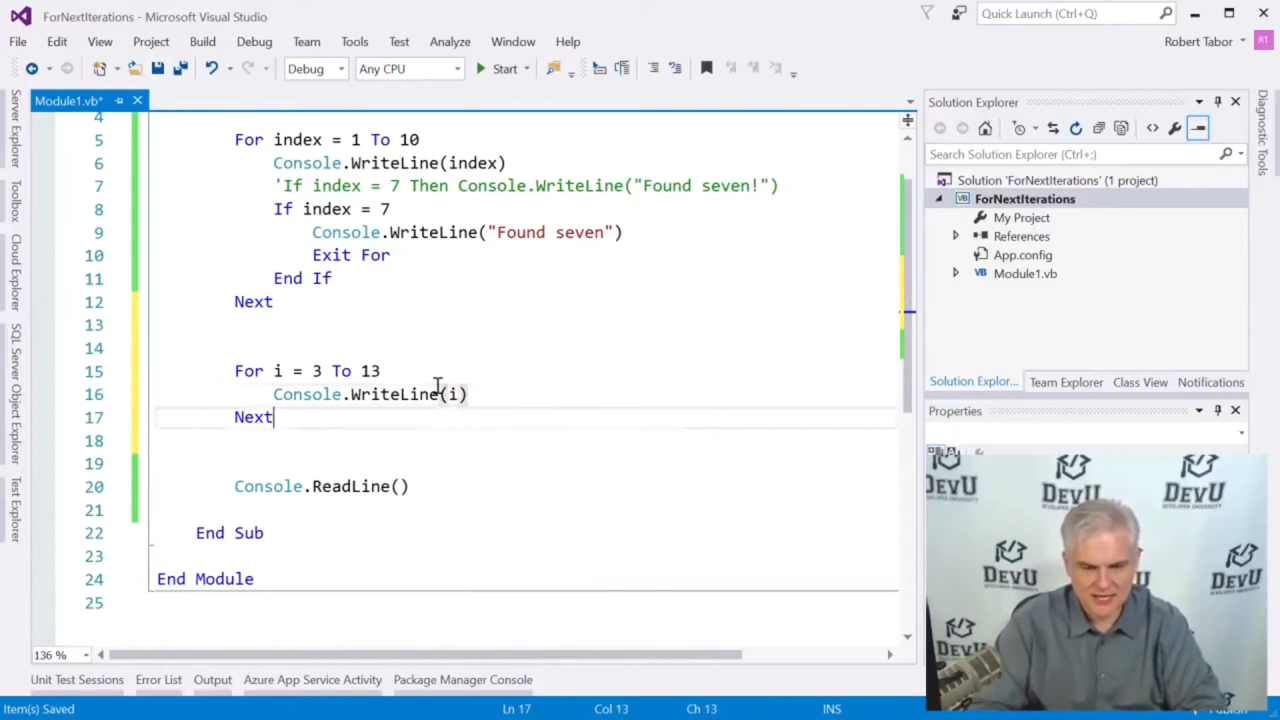 ForNextIterations - Microsoft Visual Studio
Quick Launch (Ctrl+Q)
File Edit View Project Build Debug Team Tools Test Analyze Window Help
Robert Tabor RT
Debug Any CPU Start
Module1.vb*
Server Explorer
Toolbox
Cloud Explorer
SQL Server Object Explorer
Test Explorer
4
5 For index = 1 To 10
6 Console.WriteLine(index)
7 'If index = 7 Then Console.WriteLine("Found seven!")
8 If index = 7
9 Console.WriteLine("Found seven")
10 Exit For
11 End If
12 Next
13
14
15 For i = 3 To 13
16 Console.WriteLine(i)
17 Next
18
19
20 Console.ReadLine()
21
22 End Sub
23
24 End Module
25
136 %
Solution Explorer
Search Solution Explorer (Ctrl+;)
Solution 'ForNextIterations' (1 project)
ForNextIterations
My Project
References
App.config
Module1.vb
Solution Explor... Team Explorer Class View Notifications
Properties
Diagnostic Tools
DEVU
DEVELOPER UNIVERSITY
DEVU
DEVU
DEVU
Unit Test Sessions Error List Output Azure App Service Activity Package Manager Console
Item(s) Saved Ln 17 Col 13 Ch 13 INS